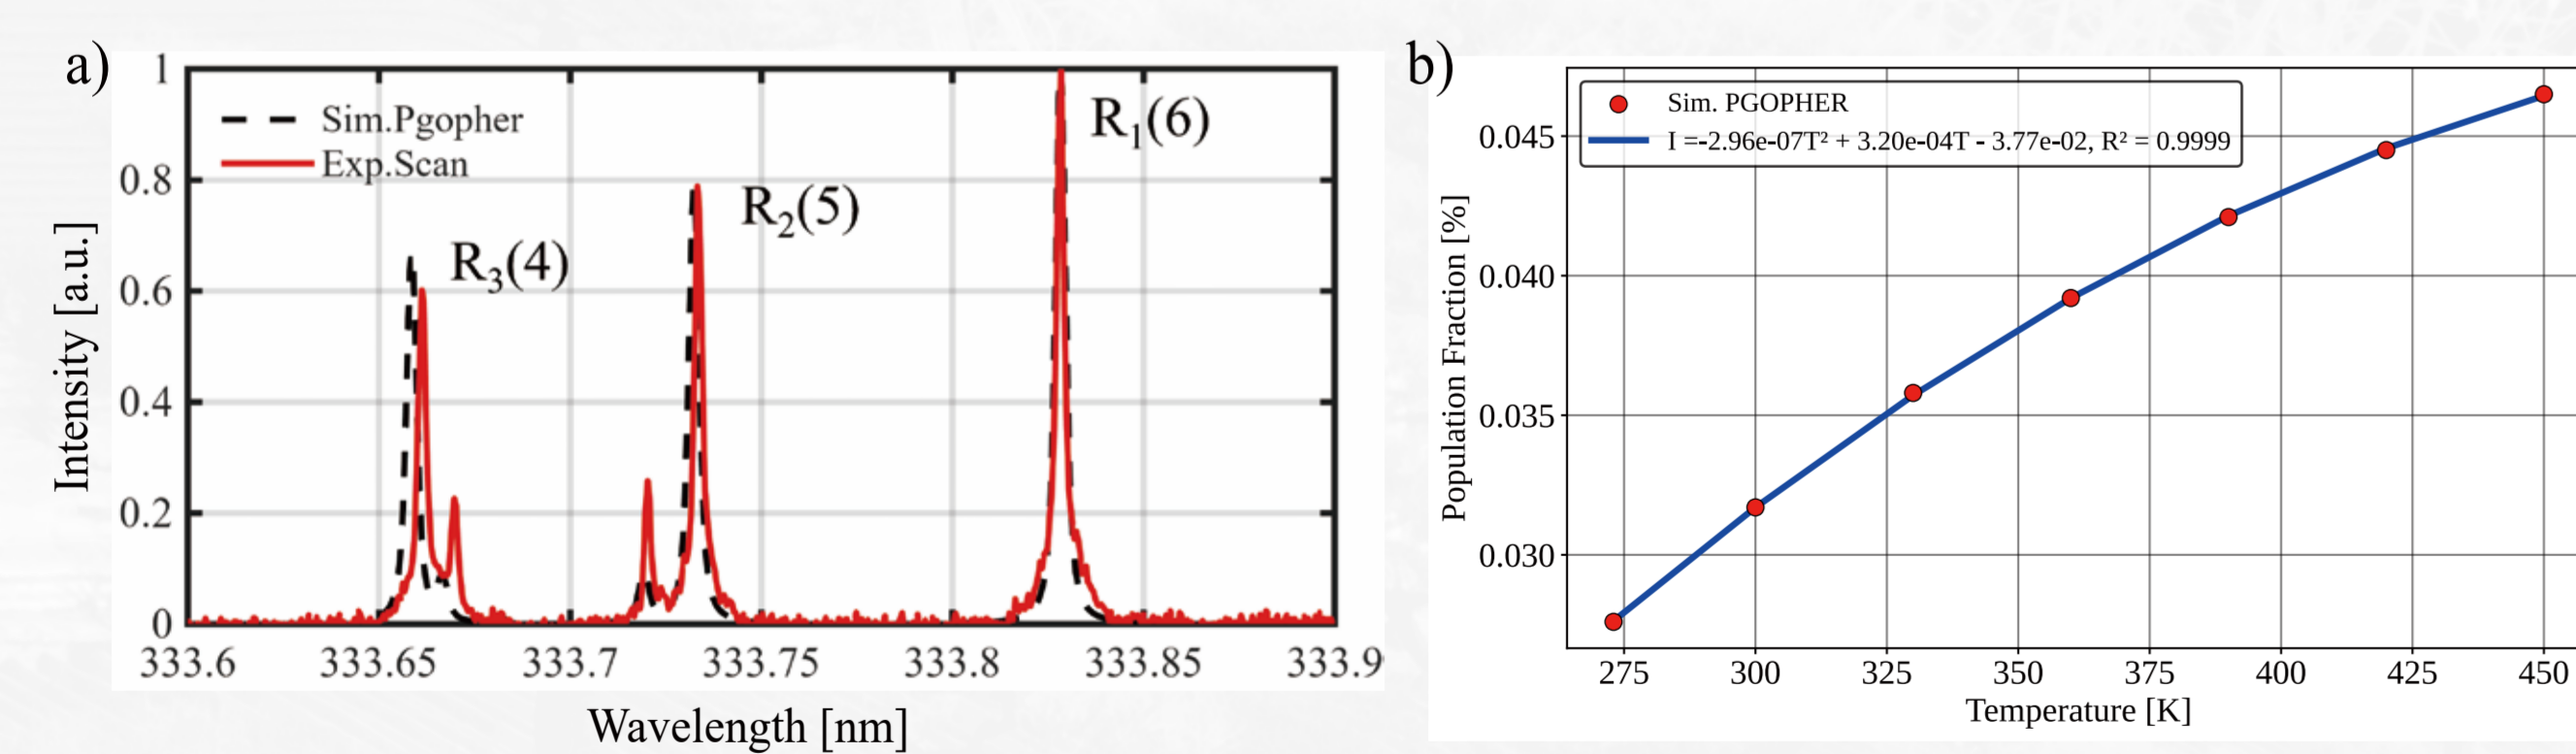 a)
Intensity [a.u.]
1
0.8
0.6
0.4
0.2
0
Sim.Pgopher
Exp.Scan
R₃(4)
R₂(5)
R₁(6)
333.6 333.65 333.7 333.75 333.8 333.85 333.9
Wavelength [nm]
b)
Population Fraction [%]
0.045
0.040
0.035
0.030
Sim. PGOPHER
I =-2.96e-07T² + 3.20e-04T - 3.77e-02, R² = 0.9999
275 300 325 350 375 400 425 450
Temperature [K]